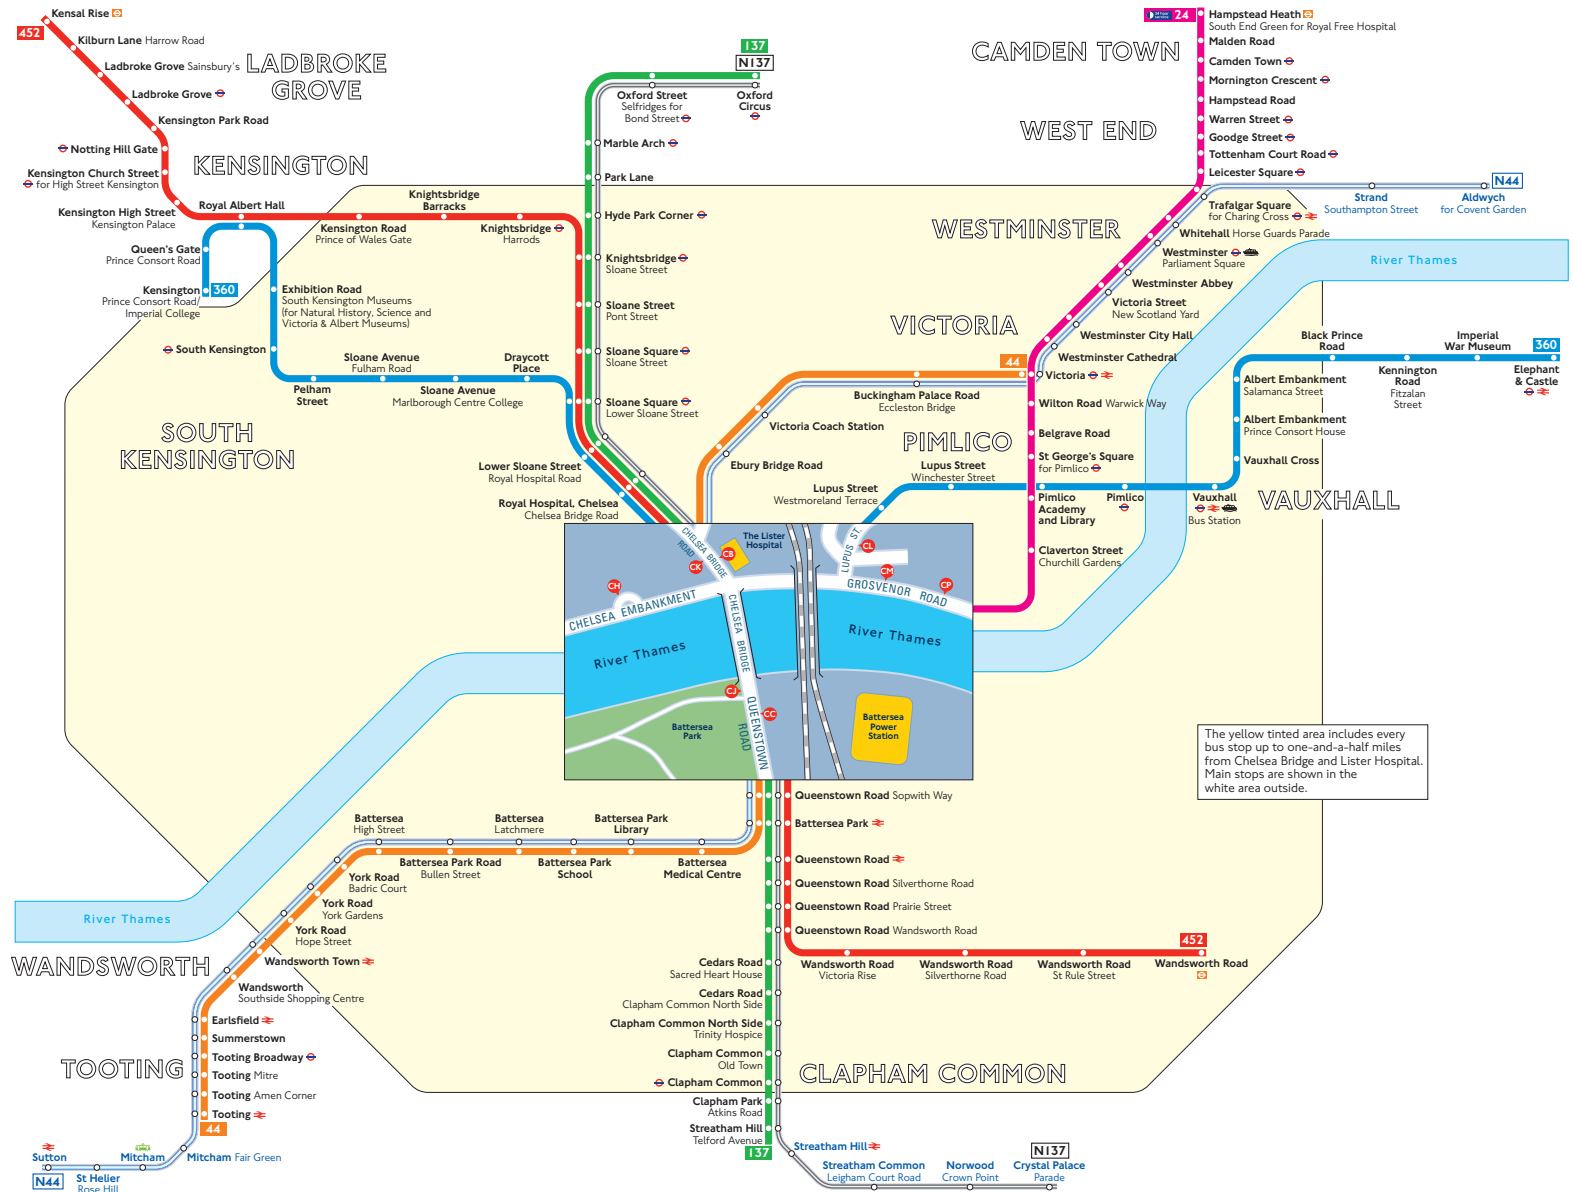 Kensal Rise
452
Kilburn Lane Harrow Road
Ladbroke Grove Sainsbury's
LADBROKE
GROVE
Ladbroke Grove
Kensington Park Road
Notting Hill Gate
KENSINGTON
Kensington Church Street
for High Street Kensington
Kensington High Street
Kensington Palace
Royal Albert Hall
Queen's Gate
Prince Consort Road
Kensington
Prince Consort Road/
Imperial College
360
Kensington Road
Prince of Wales Gate
Knightsbridge
Barracks
Knightsbridge
Harrods
Exhibition Road
South Kensington Museums
(for Natural History, Science and
Victoria & Albert Museums)
South Kensington
Pelham
Street
Sloane Avenue
Fulham Road
Sloane Avenue
Marlborough Centre College
Draycott
Place
SOUTH
KENSINGTON
Lower Sloane Street
Royal Hospital Road
Royal Hospital, Chelsea
Chelsea Bridge Road
137
N137
Oxford Street
Selfridges for
Bond Street
Oxford
Circus
Marble Arch
Park Lane
Hyde Park Corner
Knightsbridge
Sloane Street
Sloane Street
Pont Street
Sloane Square
Sloane Street
Sloane Square
Lower Sloane Street
24 hour
service
24
CAMDEN TOWN
Hampstead Heath
South End Green for Royal Free Hospital
Malden Road
Camden Town
Mornington Crescent
Hampstead Road
WEST END
Warren Street
Goodge Street
Tottenham Court Road
Leicester Square
N44
Strand
Southampton Street
Aldwych
for Covent Garden
Trafalgar Square
for Charing Cross
WESTMINSTER
Whitehall Horse Guards Parade
Westminster
Parliament Square
Westminster Abbey
Victoria Street
New Scotland Yard
Westminster City Hall
Westminster Cathedral
VICTORIA
44
Victoria
River Thames
Buckingham Palace Road
Eccleston Bridge
Victoria Coach Station
Ebury Bridge Road
Wilton Road Warwick Way
Belgrave Road
PIMLICO
St George's Square
for Pimlico
Lupus Street
Winchester Street
Lupus Street
Westmoreland Terrace
Pimlico
Academy
and Library
Pimlico
Vauxhall
Bus Station
VAUXHALL
Claverton Street
Churchill Gardens
Black Prince
Road
Imperial
War Museum
360
Kennington
Road
Fitzalan
Street
Elephant
& Castle
Albert Embankment
Salamanca Street
Albert Embankment
Prince Consort House
Vauxhall Cross
CHELSEA BRIDGE
ROAD
The Lister
Hospital
CB
CK
CH
CL
CM
CP
LUPUS ST.
GROSVENOR ROAD
CHELSEA EMBANKMENT
CHELSEA BRIDGE
River Thames
River Thames
CJ
CC
QUEENSTOWN
ROAD
Battersea
Park
Battersea
Power
Station
The yellow tinted area includes every
bus stop up to one-and-a-half miles
from Chelsea Bridge and Lister Hospital.
Main stops are shown in the
white area outside.
Queenstown Road Sopwith Way
Battersea Park
Queenstown Road
Queenstown Road Silverthorne Road
Queenstown Road Prairie Street
Queenstown Road Wandsworth Road
452
Wandsworth Road
Victoria Rise
Wandsworth Road
Silverthorne Road
Wandsworth Road
St Rule Street
Wandsworth Road
Battersea
High Street
Battersea
Latchmere
Battersea Park
Library
Battersea Park Road
Bullen Street
Battersea Park
School
Battersea
Medical Centre
York Road
Badric Court
York Road
York Gardens
York Road
Hope Street
River Thames
WANDSWORTH
Wandsworth Town
Wandsworth
Southside Shopping Centre
Earlsfield
Summerstown
Tooting Broadway
TOOTING
Tooting Mitre
Tooting Amen Corner
Tooting
44
Sutton
N44
St Helier
Rose Hill
Mitcham
Mitcham Fair Green
Cedars Road
Sacred Heart House
Cedars Road
Clapham Common North Side
Clapham Common North Side
Trinity Hospice
Clapham Common
Old Town
Clapham Common
CLAPHAM COMMON
Clapham Park
Atkins Road
Streatham Hill
Telford Avenue
137
Streatham Hill
Streatham Common
Leigham Court Road
Norwood
Crown Point
N137
Crystal Palace
Parade